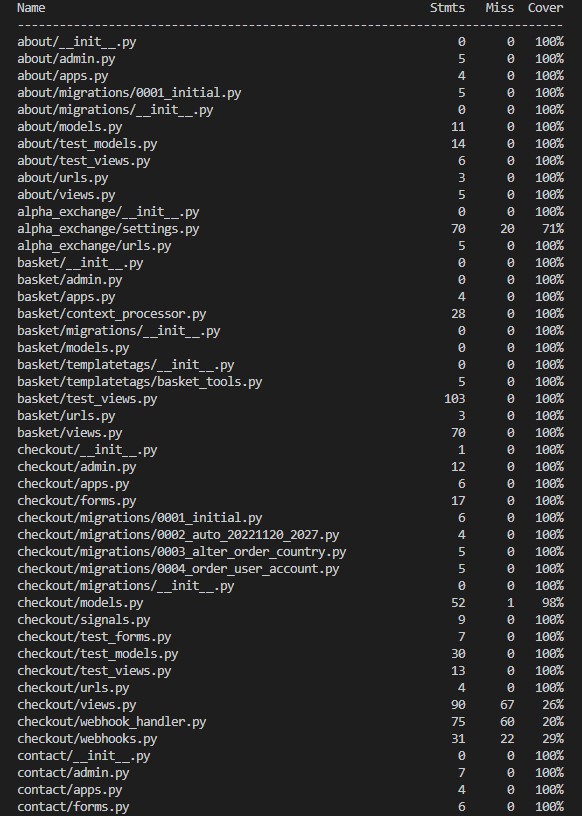 Name Stmts Miss Cover
--------------------------------------------------------------------------------
about/__init__.py 0 0 100%
about/admin.py 5 0 100%
about/apps.py 4 0 100%
about/migrations/0001_initial.py 5 0 100%
about/migrations/__init__.py 0 0 100%
about/models.py 11 0 100%
about/test_models.py 14 0 100%
about/test_views.py 6 0 100%
about/urls.py 3 0 100%
about/views.py 5 0 100%
alpha_exchange/__init__.py 0 0 100%
alpha_exchange/settings.py 70 20 71%
alpha_exchange/urls.py 5 0 100%
basket/__init__.py 0 0 100%
basket/admin.py 0 0 100%
basket/apps.py 4 0 100%
basket/context_processor.py 28 0 100%
basket/migrations/__init__.py 0 0 100%
basket/models.py 0 0 100%
basket/templatetags/__init__.py 0 0 100%
basket/templatetags/basket_tools.py 5 0 100%
basket/test_views.py 103 0 100%
basket/urls.py 3 0 100%
basket/views.py 70 0 100%
checkout/__init__.py 1 0 100%
checkout/admin.py 12 0 100%
checkout/apps.py 6 0 100%
checkout/forms.py 17 0 100%
checkout/migrations/0001_initial.py 6 0 100%
checkout/migrations/0002_auto_20221120_2027.py 4 0 100%
checkout/migrations/0003_alter_order_country.py 5 0 100%
checkout/migrations/0004_order_user_account.py 5 0 100%
checkout/migrations/__init__.py 0 0 100%
checkout/models.py 52 1 98%
checkout/signals.py 9 0 100%
checkout/test_forms.py 7 0 100%
checkout/test_models.py 30 0 100%
checkout/test_views.py 13 0 100%
checkout/urls.py 4 0 100%
checkout/views.py 90 67 26%
checkout/webhook_handler.py 75 60 20%
checkout/webhooks.py 31 22 29%
contact/__init__.py 0 0 100%
contact/admin.py 7 0 100%
contact/apps.py 4 0 100%
contact/forms.py 6 0 100%